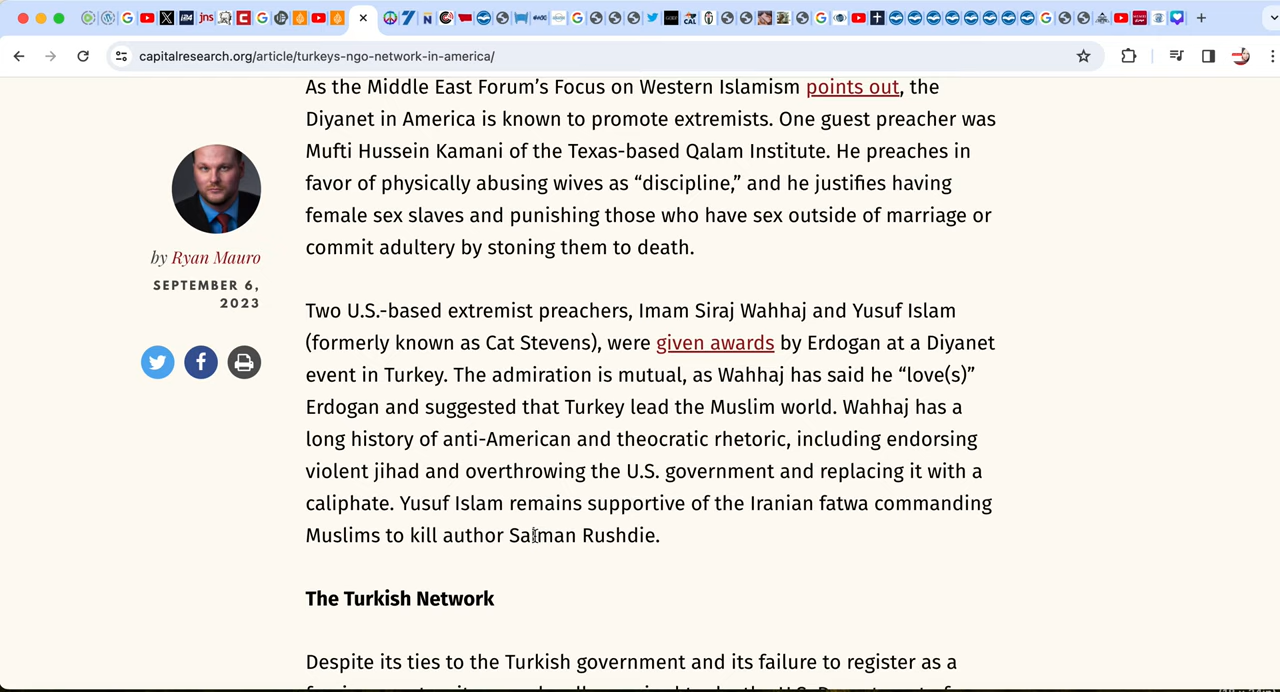 capitalresearch.org/article/turkeys-ngo-network-in-america/
As the Middle East Forum’s Focus on Western Islamism points out, the
Diyanet in America is known to promote extremists. One guest preacher was
Mufti Hussein Kamani of the Texas-based Qalam Institute. He preaches in
favor of physically abusing wives as “discipline,” and he justifies having
female sex slaves and punishing those who have sex outside of marriage or
commit adultery by stoning them to death.
by Ryan Mauro
SEPTEMBER 6,
2023
Two U.S.-based extremist preachers, Imam Siraj Wahhaj and Yusuf Islam
(formerly known as Cat Stevens), were given awards by Erdogan at a Diyanet
event in Turkey. The admiration is mutual, as Wahhaj has said he “love(s)”
Erdogan and suggested that Turkey lead the Muslim world. Wahhaj has a
long history of anti-American and theocratic rhetoric, including endorsing
violent jihad and overthrowing the U.S. government and replacing it with a
caliphate. Yusuf Islam remains supportive of the Iranian fatwa commanding
Muslims to kill author Salman Rushdie.
The Turkish Network
Despite its ties to the Turkish government and its failure to register as a